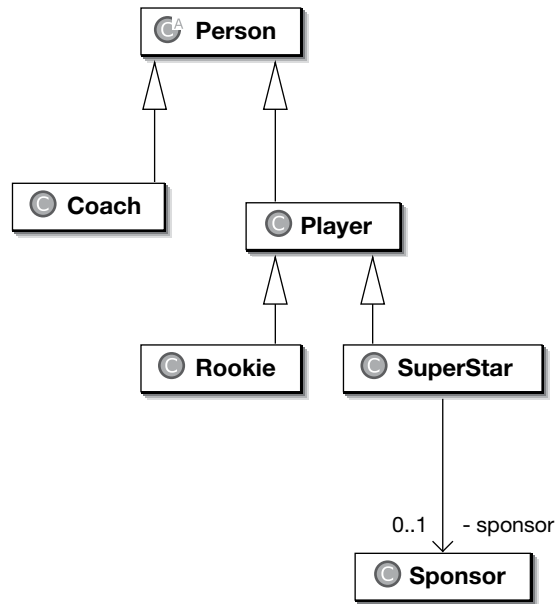 C A Person
C Coach
C Player
C Rookie
C SuperStar
0..1 - sponsor
C Sponsor